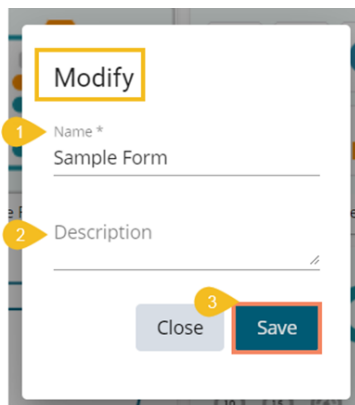 Modify
1
Name *
Sample Form
2
Description
3
Close
Save